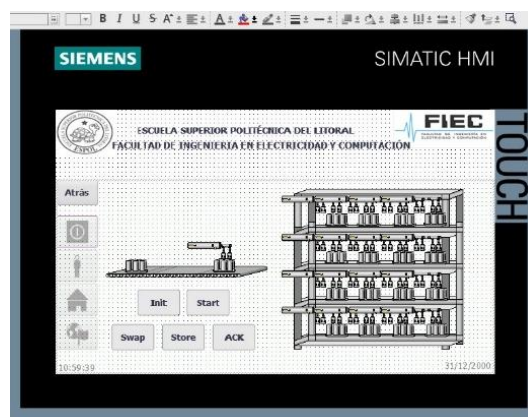 B I U S A
SIEMENS
SIMATIC HMI
TOUCH
ESPOL
FIEC
ESCUELA SUPERIOR POLITÉCNICA DEL LITORAL
FACULTAD DE INGENIERIA EN ELECTRICIDAD Y COMPUTACIÓN
Atrás
Init
Start
Swap
Store
ACK
10:59:39
31/12/2000